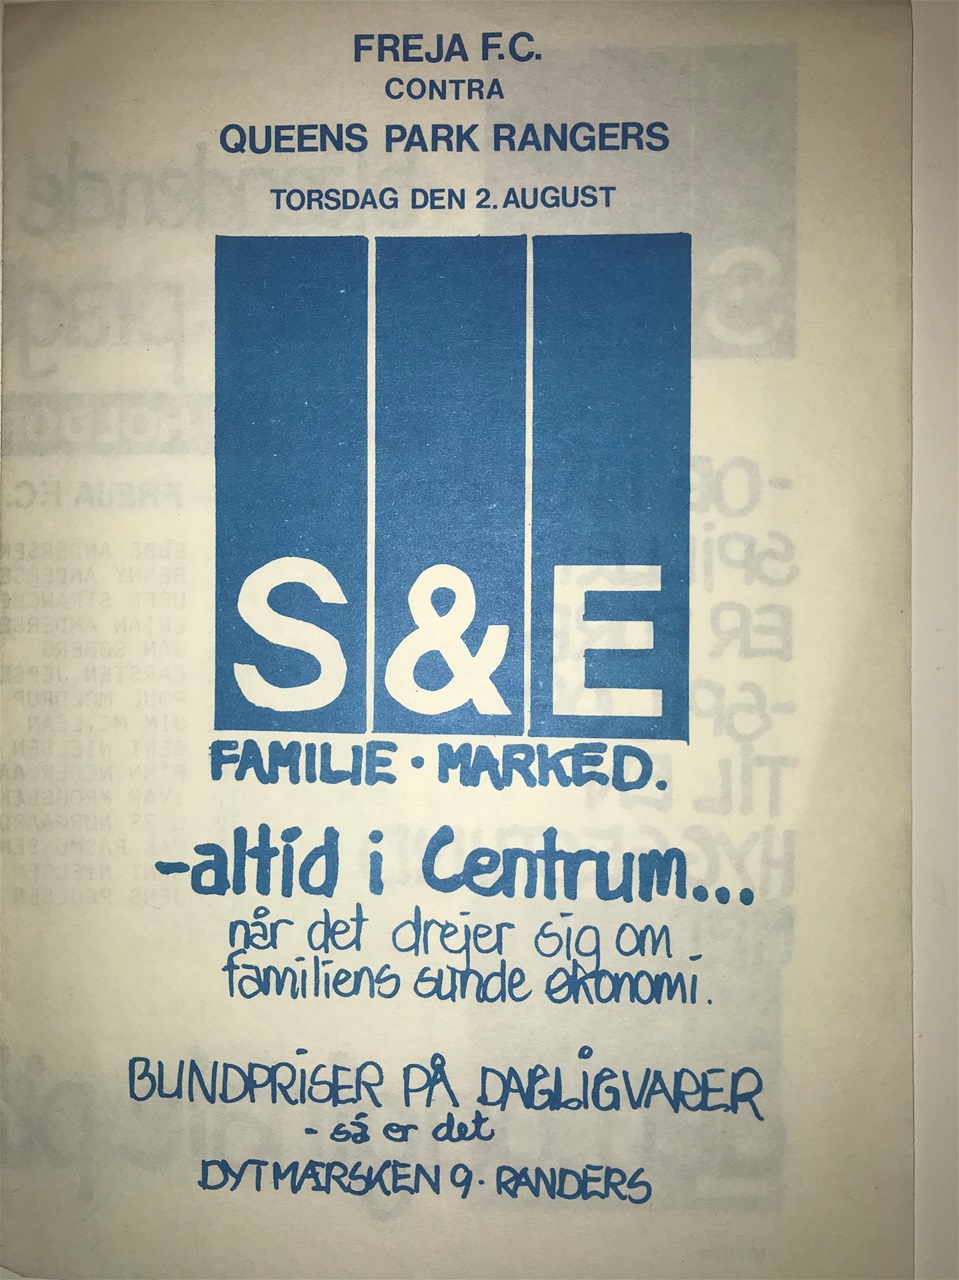 FREJA F.C.
CONTRA
QUEENS PARK RANGERS
TORSDAG DEN 2. AUGUST
S & E
FAMILIE · MARKED.
-altid i Centrum...
når det drejer sig om
familiens sunde økonomi.
BUNDPRISER PÅ DAGLIGVARER
- så er det
DYTMÆRSKEN 9 · RANDERS